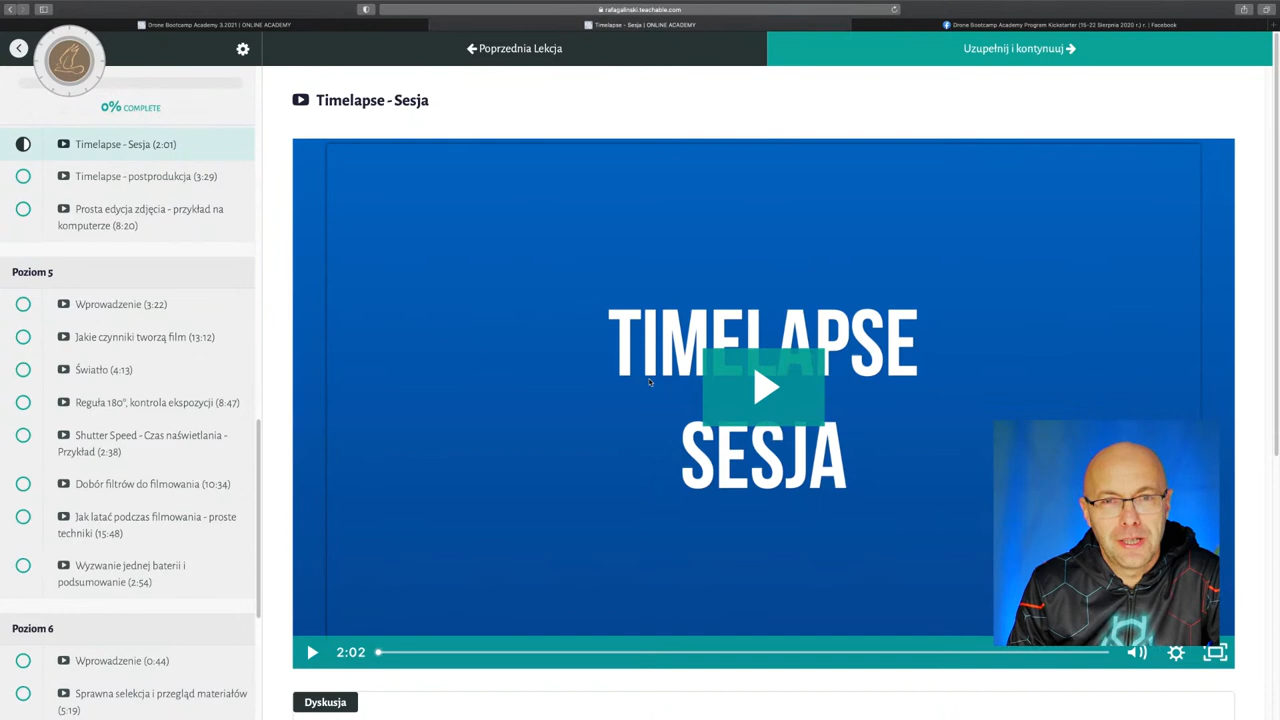 rafagalinski.teachable.com
Drone Bootcamp Academy 3.2021 | ONLINE ACADEMY
Timelapse - Sesja | ONLINE ACADEMY
Drone Bootcamp Academy Program Kickstarter (15-22 Sierpnia 2020 r.) r. | Facebook
Poprzednia Lekcja
Uzupełnij i kontynuuj
0% COMPLETE
Timelapse - Sesja (2:01)
Timelapse - postprodukcja (3:29)
Prosta edycja zdjęcia - przykład na
komputerze (8:20)
Poziom 5
Wprowadzenie (3:22)
Jakie czynniki tworzą film (13:12)
Światło (4:13)
Reguła 180°, kontrola ekspozycji (8:47)
Shutter Speed - Czas naświetlania -
Przykład (2:38)
Dobór filtrów do filmowania (10:34)
Jak latać podczas filmowania - proste
techniki (15:48)
Wyzwanie jednej baterii i
podsumowanie (2:54)
Poziom 6
Wprowadzenie (0:44)
Sprawna selekcja i przegląd materiałów
(5:19)
Timelapse - Sesja
TIMELAPSE
SESJA
2:02
Dyskusja